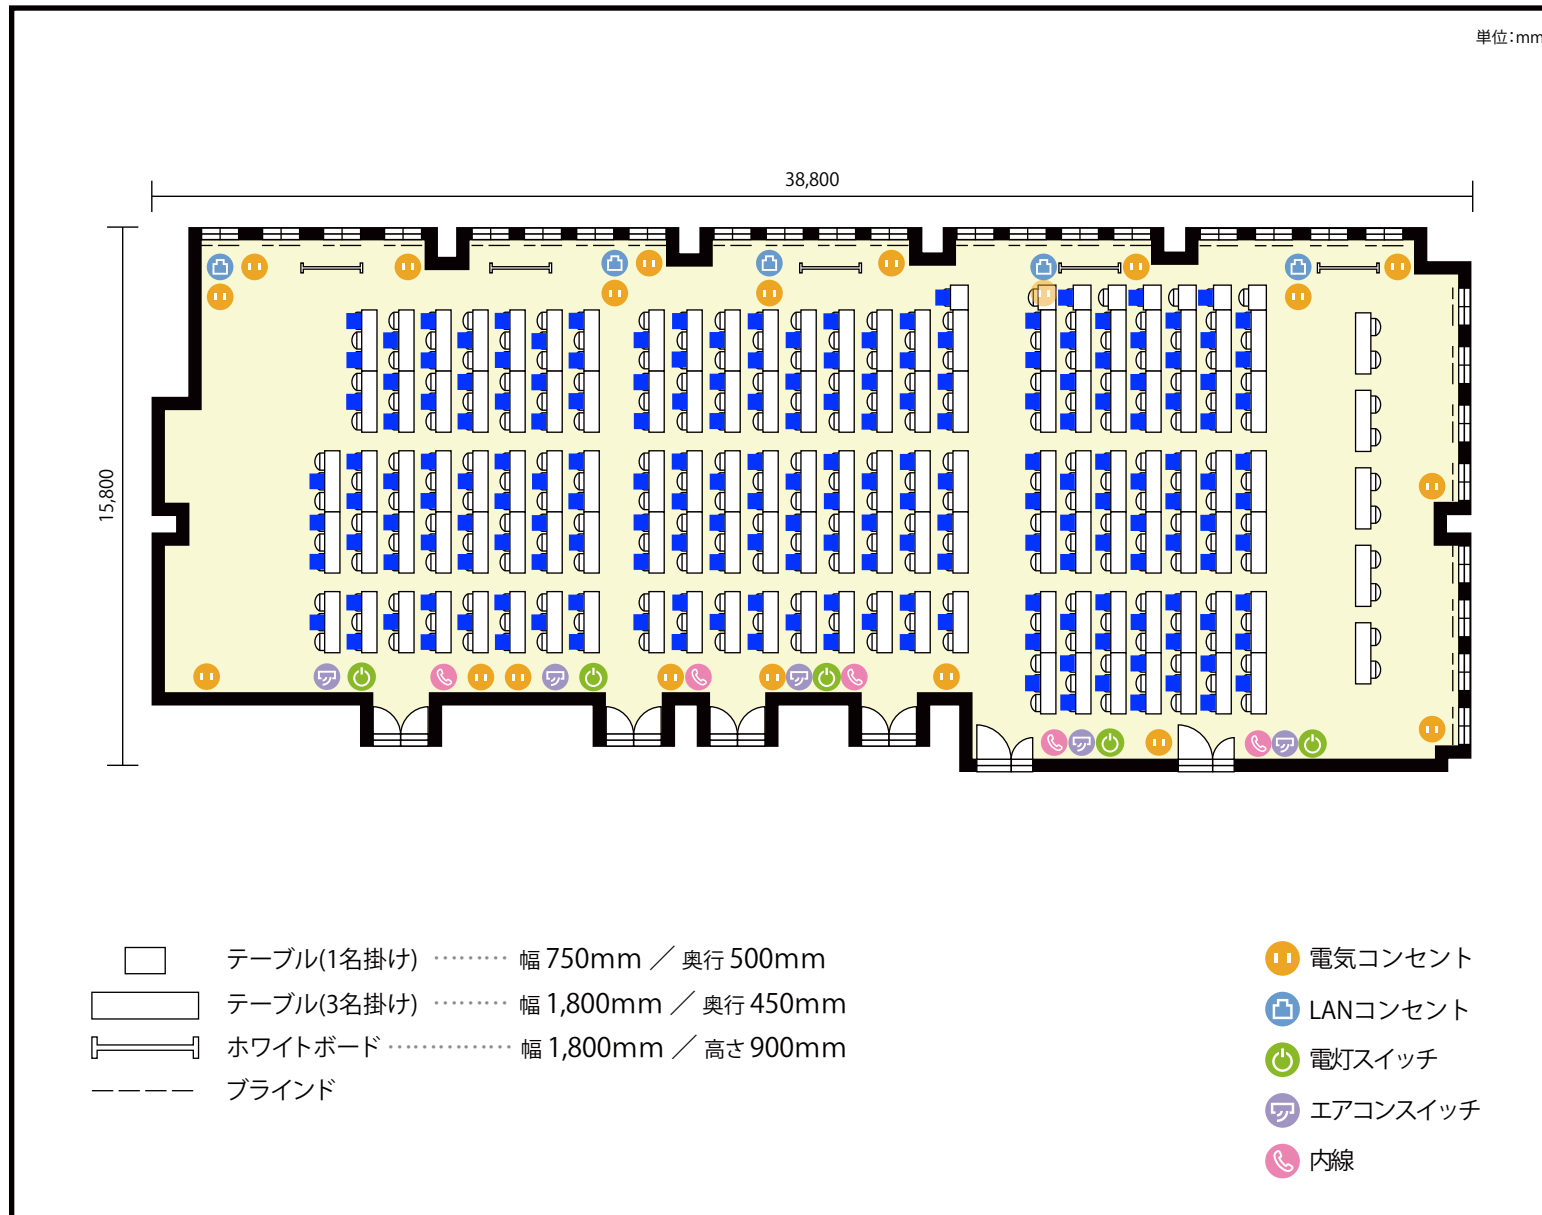 単位：mm
38,800
15,800
テーブル(1名掛け) ‥‥‥‥‥ 幅 750mm ／ 奥行 500mm
テーブル(3名掛け) ‥‥‥‥‥ 幅 1,800mm ／ 奥行 450mm
ホワイトボード ‥‥‥‥‥‥‥‥ 幅 1,800mm ／ 高さ 900mm
ブラインド
電気コンセント
LANコンセント
電灯スイッチ
エアコンスイッチ
内線